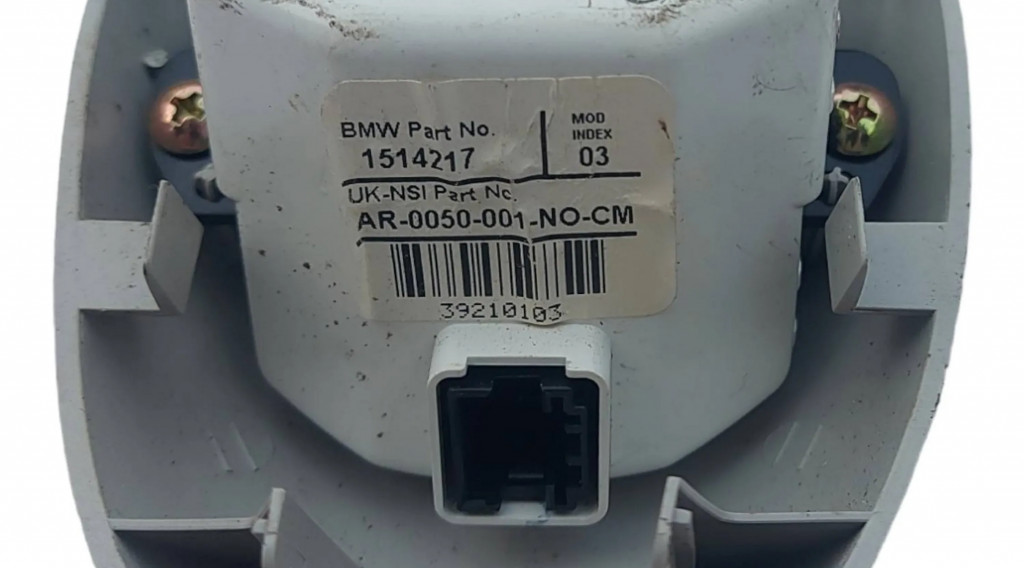 BMW Part No.
1514217
MOD
INDEX
03
UK-NSI Part No.
AR-0050-001-NO-CM
39210103